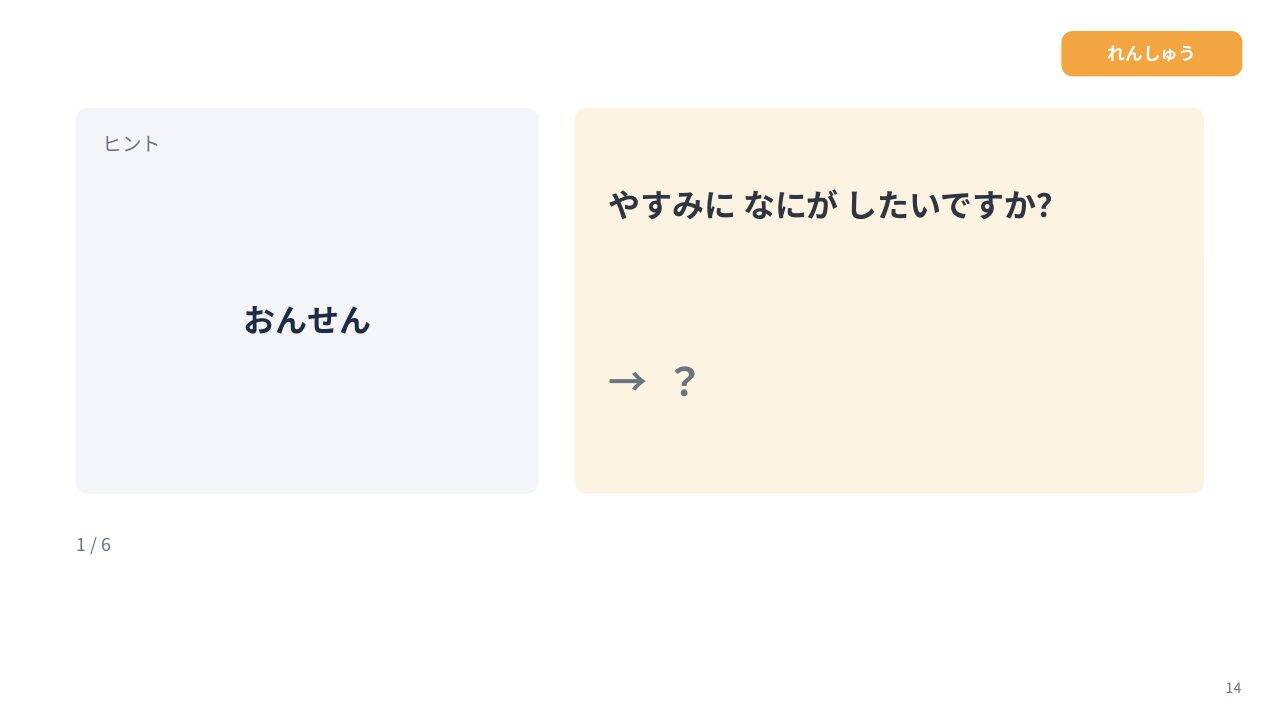 れんしゅう
ヒント
おんせん
やすみに なにが したいですか?
→ ?
1 / 6
14